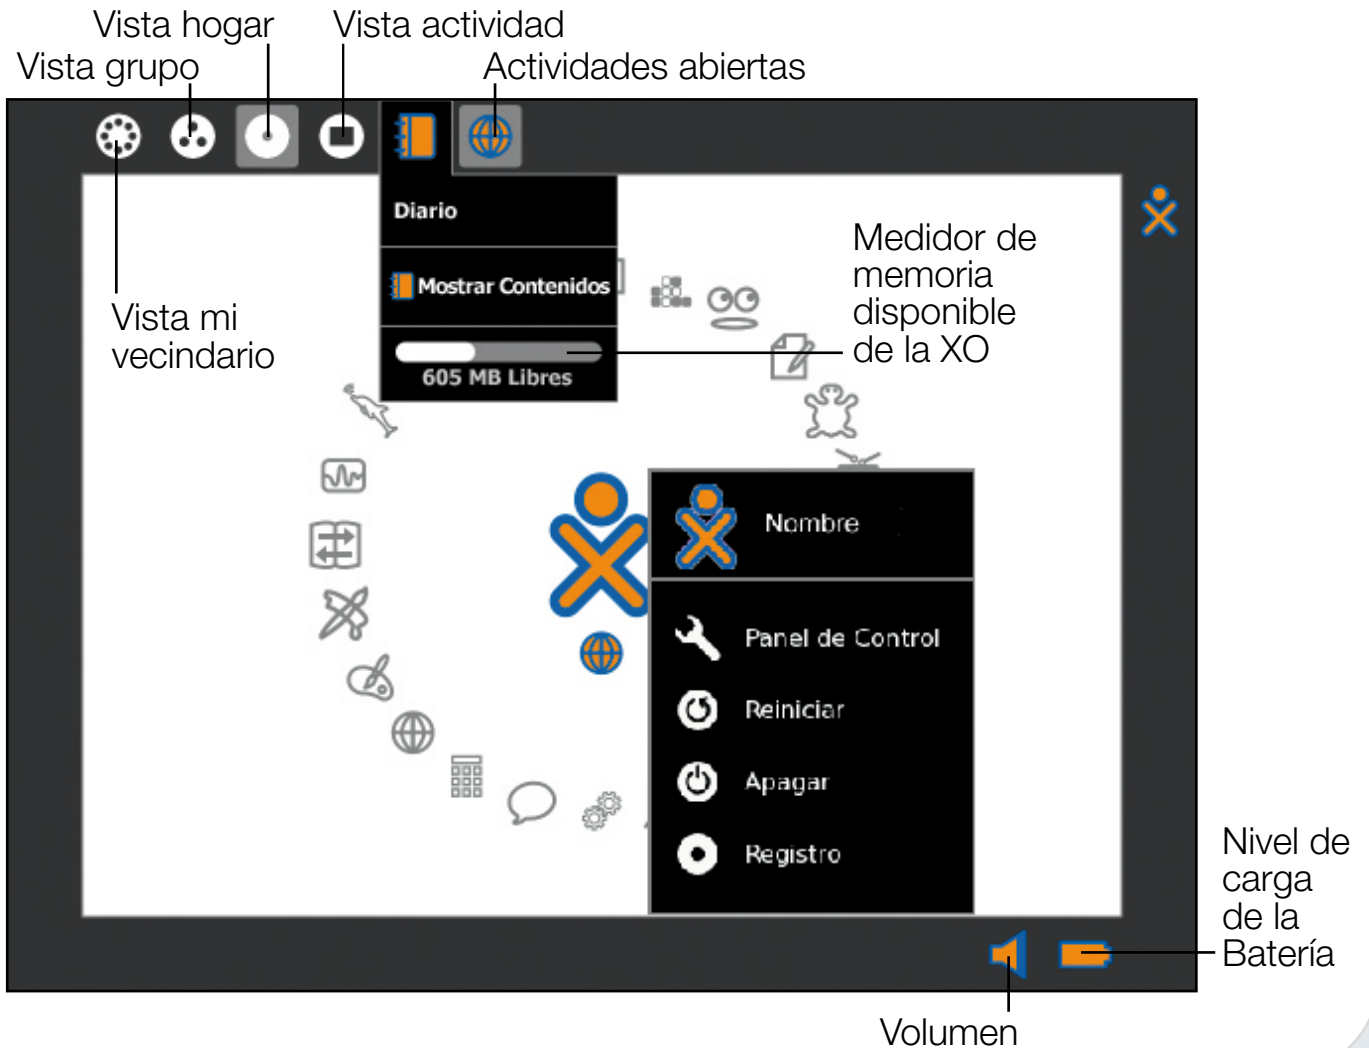 Vista hogar
Vista actividad
Vista grupo
Actividades abiertas
Diario
Mostrar Contenidos
605 MB Libres
Medidor de
memoria
disponible
de la XO
Vista mi
vecindario
Nombre
Panel de Control
Reiniciar
Apagar
Registro
Nivel de
carga
de la
Batería
Volumen